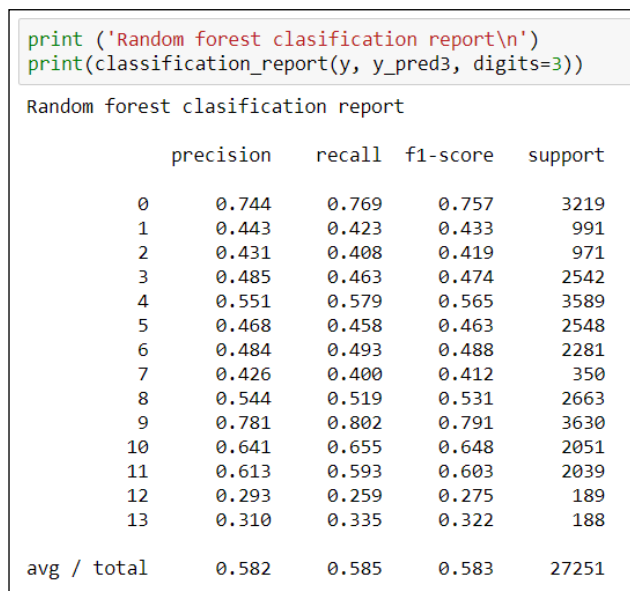 print ('Random forest clasification report\n')
print(classification_report(y, y_pred3, digits=3))
Random forest clasification report
precision recall f1-score support
0 0.744 0.769 0.757 3219
1 0.443 0.423 0.433 991
2 0.431 0.408 0.419 971
3 0.485 0.463 0.474 2542
4 0.551 0.579 0.565 3589
5 0.468 0.458 0.463 2548
6 0.484 0.493 0.488 2281
7 0.426 0.400 0.412 350
8 0.544 0.519 0.531 2663
9 0.781 0.802 0.791 3630
10 0.641 0.655 0.648 2051
11 0.613 0.593 0.603 2039
12 0.293 0.259 0.275 189
13 0.310 0.335 0.322 188
avg / total 0.582 0.585 0.583 27251